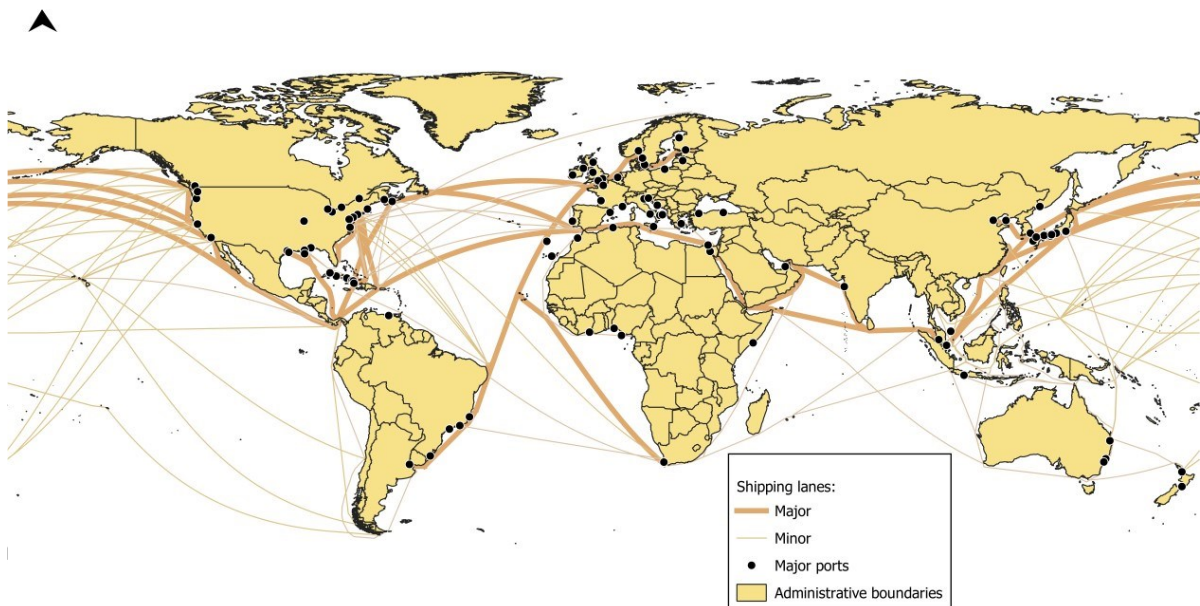 Shipping lanes:
Major
Minor
Major ports
Administrative boundaries